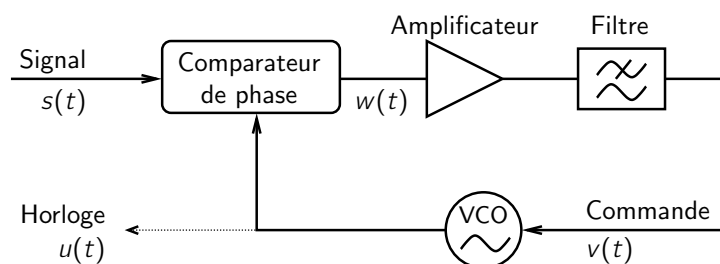 Amplificateur
Filtre
Signal
s(t)
Comparateur
de phase
w(t)
Horloge
u(t)
VCO
Commande
v(t)